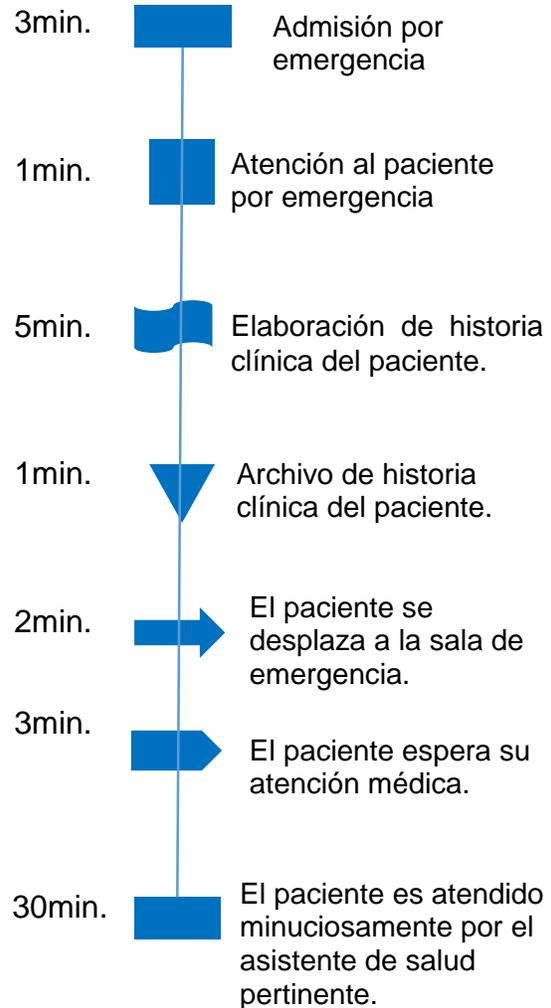 3min.
Admisión por
emergencia
1min.
Atención al paciente
por emergencia
5min.
Elaboración de historia
clínica del paciente.
1min.
Archivo de historia
clínica del paciente.
2min.
El paciente se
desplaza a la sala de
emergencia.
3min.
El paciente espera su
atención médica.
30min.
El paciente es atendido
minuciosamente por el
asistente de salud
pertinente.